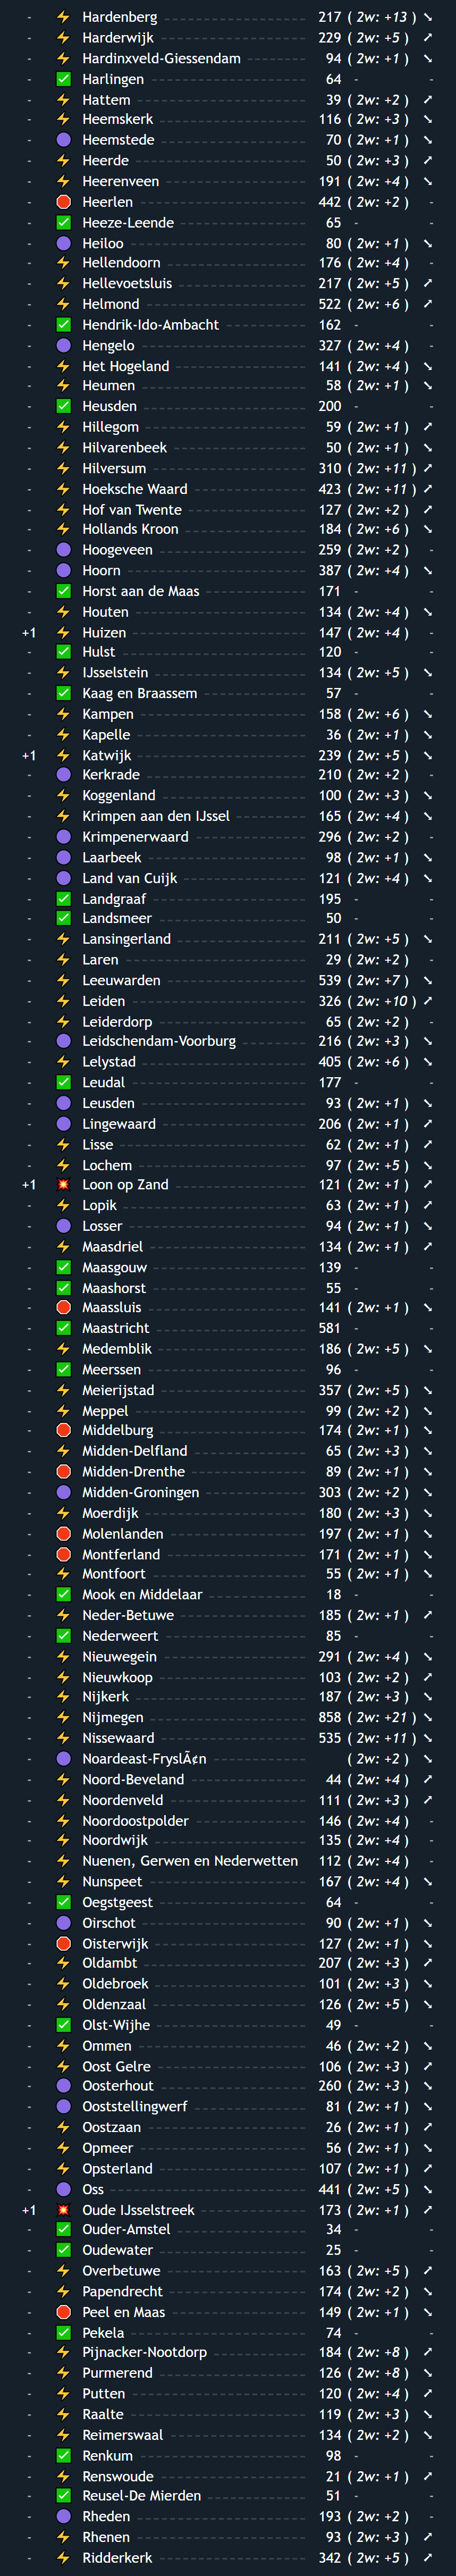 - Hardenberg 217 ( 2w: +13 ) ↘
- Harderwijk 229 ( 2w: +5 ) ↗
- Hardinxveld-Giessendam 94 ( 2w: +1 ) ↘
- Harlingen 64 - -
- Hattem 39 ( 2w: +2 ) ↗
- Heemskerk 116 ( 2w: +3 ) ↘
- Heemstede 70 ( 2w: +1 ) ↘
- Heerde 50 ( 2w: +3 ) ↗
- Heerenveen 191 ( 2w: +4 ) ↘
- Heerlen 442 ( 2w: +2 ) -
- Heeze-Leende 65 - -
- Heiloo 80 ( 2w: +1 ) ↘
- Hellendoorn 176 ( 2w: +4 ) -
- Hellevoetsluis 217 ( 2w: +5 ) ↗
- Helmond 522 ( 2w: +6 ) ↗
- Hendrik-Ido-Ambacht 162 - -
- Hengelo 327 ( 2w: +4 ) -
- Het Hogeland 141 ( 2w: +4 ) ↘
- Heumen 58 ( 2w: +1 ) ↘
- Heusden 200 - -
- Hillegom 59 ( 2w: +1 ) ↗
- Hilvarenbeek 50 ( 2w: +1 ) ↘
- Hilversum 310 ( 2w: +11 ) ↗
- Hoeksche Waard 423 ( 2w: +11 ) ↗
- Hof van Twente 127 ( 2w: +2 ) ↗
- Hollands Kroon 184 ( 2w: +6 ) ↘
- Hoogeveen 259 ( 2w: +2 ) -
- Hoorn 387 ( 2w: +4 ) ↘
- Horst aan de Maas 171 - -
- Houten 134 ( 2w: +4 ) ↘
+1 Huizen 147 ( 2w: +4 ) -
- Hulst 120 - -
- IJsselstein 134 ( 2w: +5 ) ↘
- Kaag en Braassem 57 - -
- Kampen 158 ( 2w: +6 ) ↘
- Kapelle 36 ( 2w: +1 ) ↘
+1 Katwijk 239 ( 2w: +5 ) ↘
- Kerkrade 210 ( 2w: +2 ) -
- Koggenland 100 ( 2w: +3 ) ↘
- Krimpen aan den IJssel 165 ( 2w: +4 ) ↘
- Krimpenerwaard 296 ( 2w: +2 ) -
- Laarbeek 98 ( 2w: +1 ) ↘
- Land van Cuijk 121 ( 2w: +4 ) ↘
- Landgraaf 195 - -
- Landsmeer 50 - -
- Lansingerland 211 ( 2w: +5 ) ↘
- Laren 29 ( 2w: +2 ) -
- Leeuwarden 539 ( 2w: +7 ) ↘
- Leiden 326 ( 2w: +10 ) ↗
- Leiderdorp 65 ( 2w: +2 ) -
- Leidschendam-Voorburg 216 ( 2w: +3 ) ↘
- Lelystad 405 ( 2w: +6 ) ↘
- Leudal 177 - -
- Leusden 93 ( 2w: +1 ) ↘
- Lingewaard 206 ( 2w: +1 ) ↗
- Lisse 62 ( 2w: +1 ) ↗
- Lochem 97 ( 2w: +5 ) ↘
+1 Loon op Zand 121 ( 2w: +1 ) ↗
- Lopik 63 ( 2w: +1 ) ↗
- Losser 94 ( 2w: +1 ) ↘
- Maasdriel 134 ( 2w: +1 ) ↗
- Maasgouw 139 - -
- Maashorst 55 - -
- Maassluis 141 ( 2w: +1 ) ↘
- Maastricht 581 - -
- Medemblik 186 ( 2w: +5 ) ↘
- Meerssen 96 - -
- Meierijstad 357 ( 2w: +5 ) ↘
- Meppel 99 ( 2w: +2 ) ↘
- Middelburg 174 ( 2w: +1 ) ↘
- Midden-Delfland 65 ( 2w: +3 ) ↘
- Midden-Drenthe 89 ( 2w: +1 ) ↘
- Midden-Groningen 303 ( 2w: +2 ) ↘
- Moerdijk 180 ( 2w: +3 ) ↘
- Molenlanden 197 ( 2w: +1 ) ↘
- Montferland 171 ( 2w: +1 ) ↘
- Montfoort 55 ( 2w: +1 ) ↘
- Mook en Middelaar 18 - -
- Neder-Betuwe 185 ( 2w: +1 ) ↗
- Nederweert 85 - -
- Nieuwegein 291 ( 2w: +4 ) ↘
- Nieuwkoop 103 ( 2w: +2 ) ↗
- Nijkerk 187 ( 2w: +3 ) ↘
- Nijmegen 858 ( 2w: +21 ) ↘
- Nissewaard 535 ( 2w: +11 ) ↘
- Noardeast-FryslÃ¢n ( 2w: +2 ) ↘
- Noord-Beveland 44 ( 2w: +4 ) ↗
- Noordenveld 111 ( 2w: +3 ) ↗
- Noordoostpolder 146 ( 2w: +4 ) -
- Noordwijk 135 ( 2w: +4 ) -
- Nuenen, Gerwen en Nederwetten 112 ( 2w: +4 ) -
- Nunspeet 167 ( 2w: +4 ) ↘
- Oegstgeest 64 - -
- Oirschot 90 ( 2w: +1 ) ↘
- Oisterwijk 127 ( 2w: +1 ) ↘
- Oldambt 207 ( 2w: +3 ) ↗
- Oldebroek 101 ( 2w: +3 ) ↘
- Oldenzaal 126 ( 2w: +5 ) ↘
- Olst-Wijhe 49 - -
- Ommen 46 ( 2w: +2 ) ↘
- Oost Gelre 106 ( 2w: +3 ) ↗
- Oosterhout 260 ( 2w: +3 ) ↘
- Ooststellingwerf 81 ( 2w: +1 ) ↘
- Oostzaan 26 ( 2w: +1 ) ↗
- Opmeer 56 ( 2w: +1 ) ↘
- Opsterland 107 ( 2w: +1 ) ↗
- Oss 441 ( 2w: +5 ) ↘
+1 Oude IJsselstreek 173 ( 2w: +1 ) ↗
- Ouder-Amstel 34 - -
- Oudewater 25 - -
- Overbetuwe 163 ( 2w: +5 ) ↗
- Papendrecht 174 ( 2w: +2 ) ↘
- Peel en Maas 149 ( 2w: +1 ) ↘
- Pekela 74 - -
- Pijnacker-Nootdorp 184 ( 2w: +8 ) ↗
- Purmerend 126 ( 2w: +8 ) ↘
- Putten 120 ( 2w: +4 ) ↗
- Raalte 119 ( 2w: +3 ) ↘
- Reimerswaal 134 ( 2w: +2 ) ↘
- Renkum 98 - -
- Renswoude 21 ( 2w: +1 ) ↗
- Reusel-De Mierden 51 - -
- Rheden 193 ( 2w: +2 ) -
- Rhenen 93 ( 2w: +3 ) ↗
- Ridderkerk 342 ( 2w: +5 ) ↗